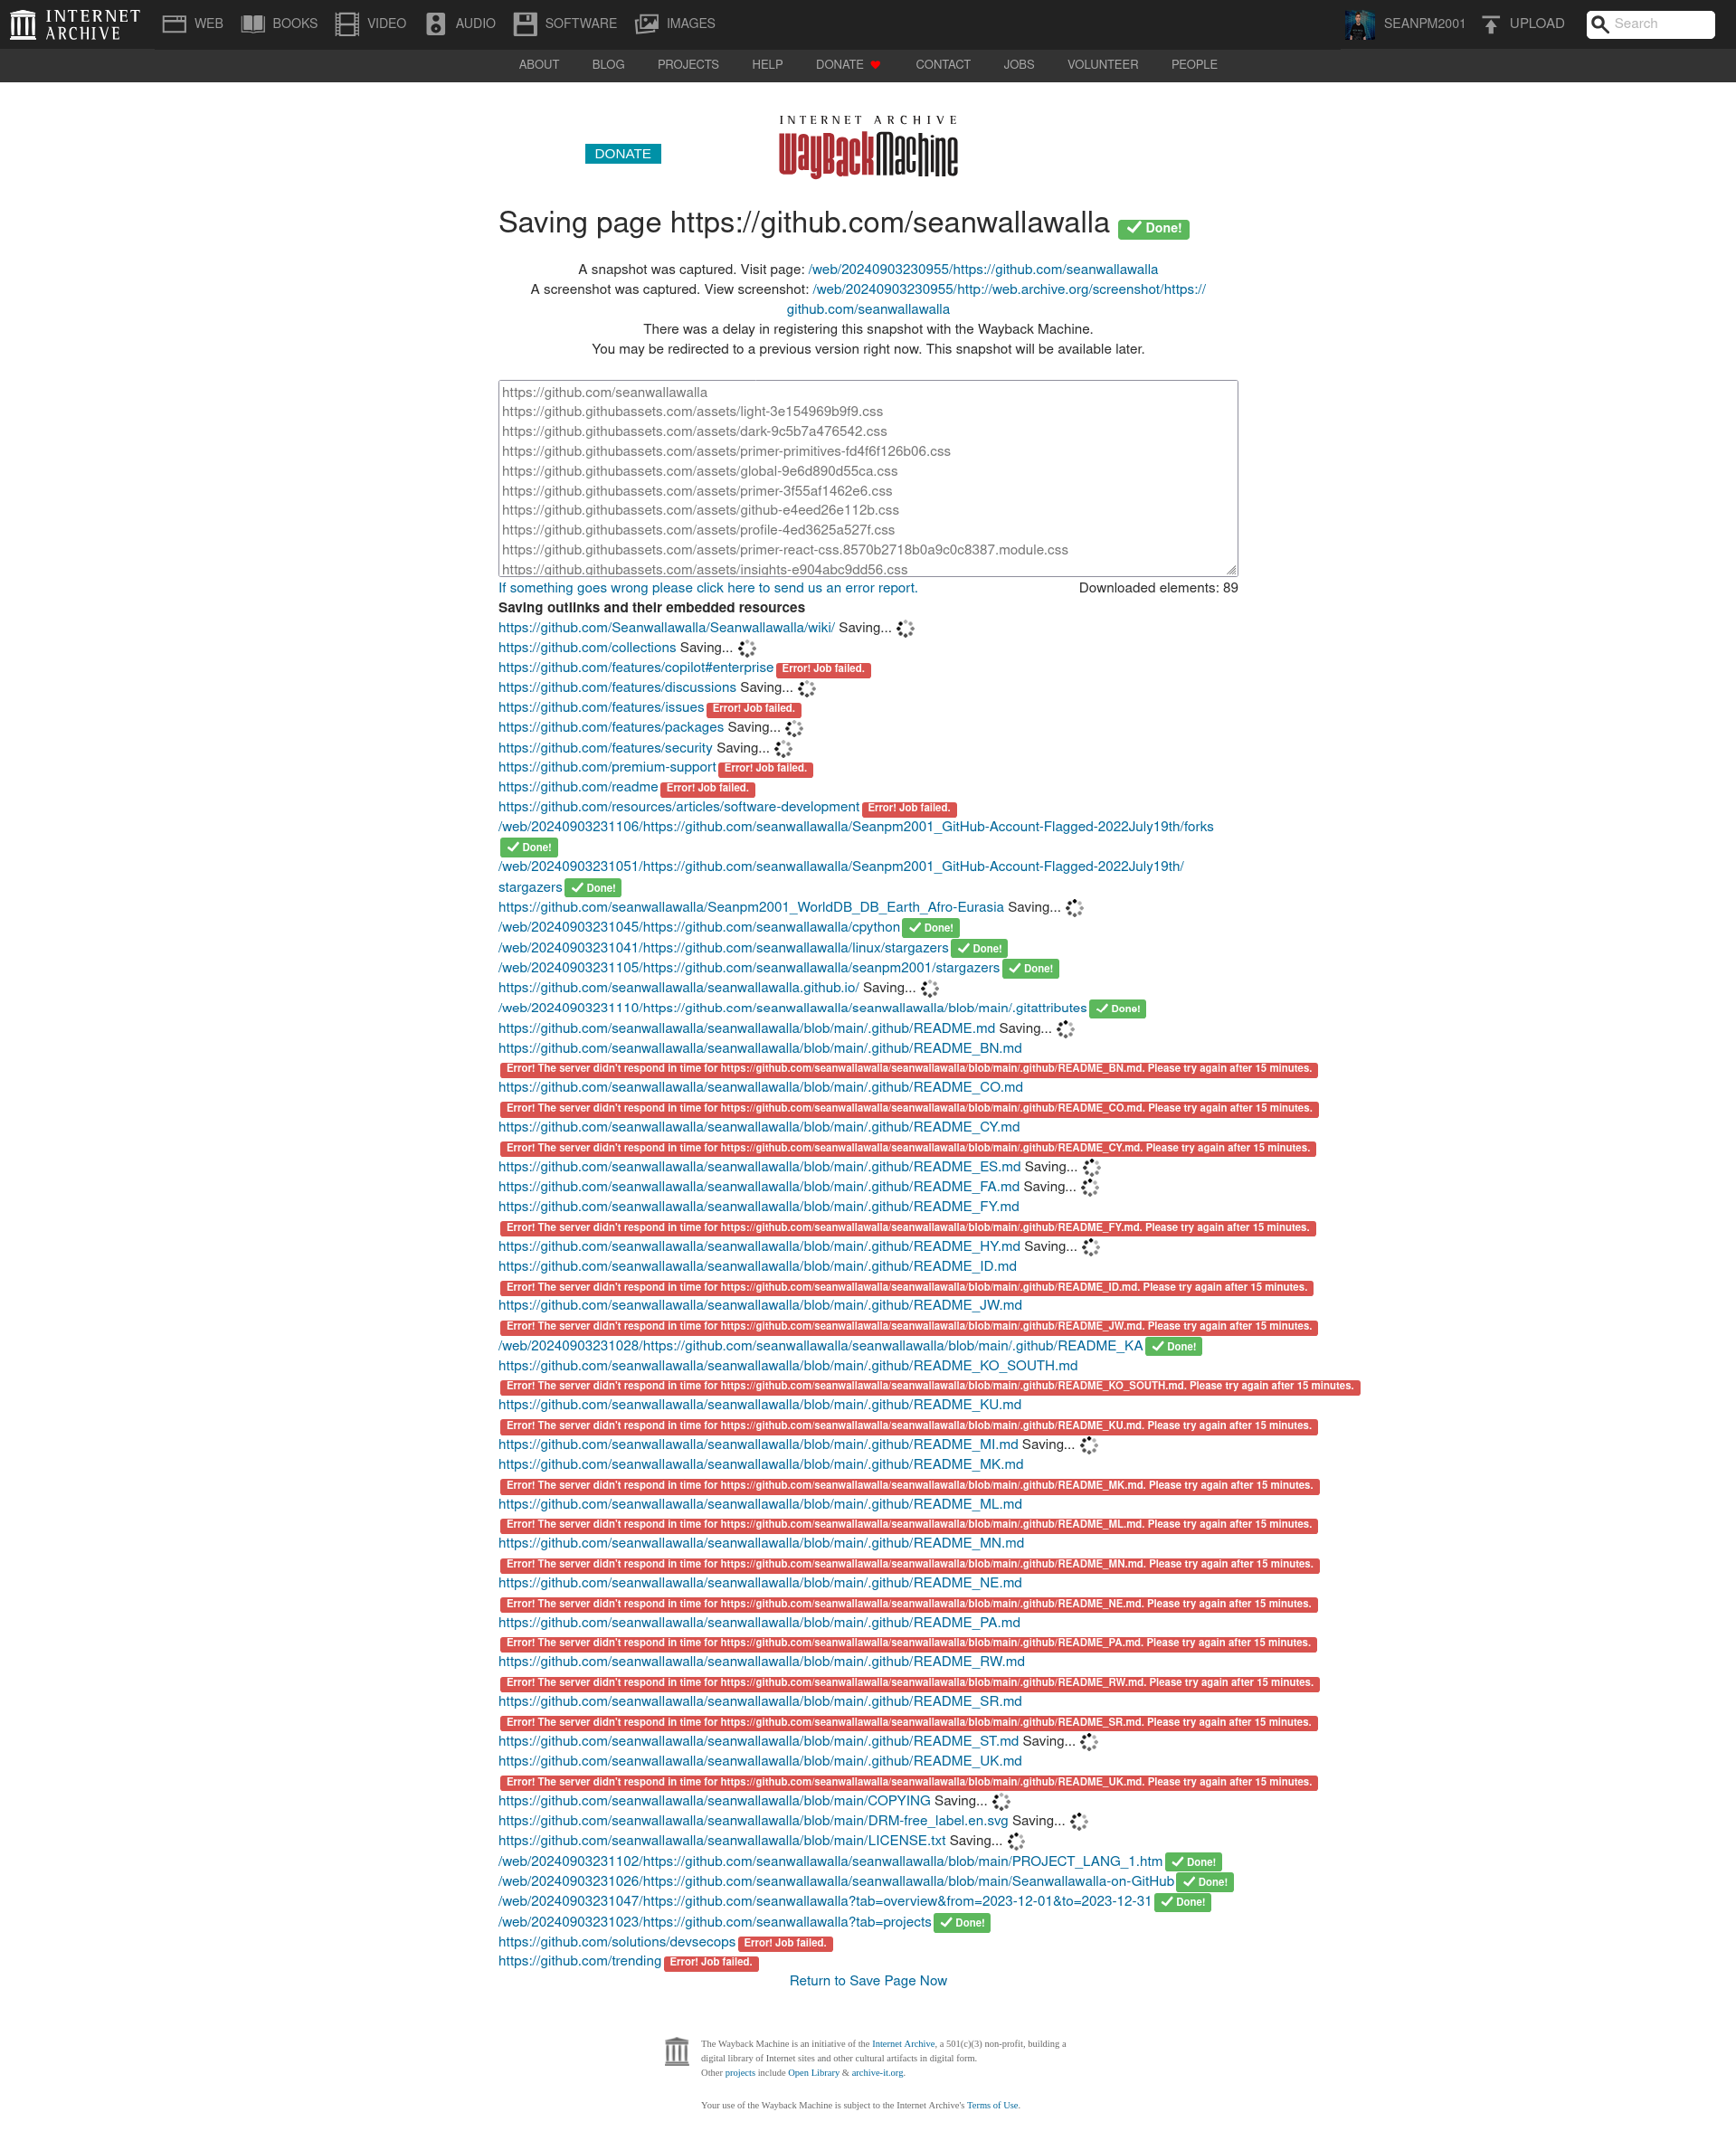 INTERNET ARCHIVE WEB BOOKS VIDEO AUDIO SOFTWARE IMAGES SEANPM2001 UPLOAD Search
ABOUT BLOG PROJECTS HELP DONATE CONTACT JOBS VOLUNTEER PEOPLE
INTERNET ARCHIVE
DONATE WayBackMachine
Saving page https://github.com/seanwallawalla Done!
A snapshot was captured. Visit page: /web/20240903230955/https://github.com/seanwallawalla
A screenshot was captured. View screenshot: /web/20240903230955/http://web.archive.org/screenshot/https://
github.com/seanwallawalla
There was a delay in registering this snapshot with the Wayback Machine.
You may be redirected to a previous version right now. This snapshot will be available later.
https://github.com/seanwallawalla
https://github.githubassets.com/assets/light-3e154969b9f9.css
https://github.githubassets.com/assets/dark-9c5b7a476542.css
https://github.githubassets.com/assets/primer-primitives-fd4f6f126b06.css
https://github.githubassets.com/assets/global-9e6d890d55ca.css
https://github.githubassets.com/assets/primer-3f55af1462e6.css
https://github.githubassets.com/assets/github-e4eed26e112b.css
https://github.githubassets.com/assets/profile-4ed3625a527f.css
https://github.githubassets.com/assets/primer-react-css.8570b2718b0a9c0c8387.module.css
https://github.githubassets.com/assets/insights-e904abc9dd56.css
If something goes wrong please click here to send us an error report. Downloaded elements: 89
Saving outlinks and their embedded resources
https://github.com/Seanwallawalla/Seanwallawalla/wiki/ Saving...
https://github.com/collections Saving...
https://github.com/features/copilot#enterprise Error! Job failed.
https://github.com/features/discussions Saving...
https://github.com/features/issues Error! Job failed.
https://github.com/features/packages Saving...
https://github.com/features/security Saving...
https://github.com/premium-support Error! Job failed.
https://github.com/readme Error! Job failed.
https://github.com/resources/articles/software-development Error! Job failed.
/web/20240903231106/https://github.com/seanwallawalla/Seanpm2001_GitHub-Account-Flagged-2022July19th/forks
Done!
/web/20240903231051/https://github.com/seanwallawalla/Seanpm2001_GitHub-Account-Flagged-2022July19th/
stargazers Done!
https://github.com/seanwallawalla/Seanpm2001_WorldDB_DB_Earth_Afro-Eurasia Saving...
/web/20240903231045/https://github.com/seanwallawalla/cpython Done!
/web/20240903231041/https://github.com/seanwallawalla/linux/stargazers Done!
/web/20240903231105/https://github.com/seanwallawalla/seanpm2001/stargazers Done!
https://github.com/seanwallawalla/seanwallawalla.github.io/ Saving...
/web/20240903231110/https://github.com/seanwallawalla/seanwallawalla/blob/main/.gitattributes Done!
https://github.com/seanwallawalla/seanwallawalla/blob/main/.github/README.md Saving...
https://github.com/seanwallawalla/seanwallawalla/blob/main/.github/README_BN.md
Error! The server didn't respond in time for https://github.com/seanwallawalla/seanwallawalla/blob/main/.github/README_BN.md. Please try again after 15 minutes.
https://github.com/seanwallawalla/seanwallawalla/blob/main/.github/README_CO.md
Error! The server didn't respond in time for https://github.com/seanwallawalla/seanwallawalla/blob/main/.github/README_CO.md. Please try again after 15 minutes.
https://github.com/seanwallawalla/seanwallawalla/blob/main/.github/README_CY.md
Error! The server didn't respond in time for https://github.com/seanwallawalla/seanwallawalla/blob/main/.github/README_CY.md. Please try again after 15 minutes.
https://github.com/seanwallawalla/seanwallawalla/blob/main/.github/README_ES.md Saving...
https://github.com/seanwallawalla/seanwallawalla/blob/main/.github/README_FA.md Saving...
https://github.com/seanwallawalla/seanwallawalla/blob/main/.github/README_FY.md
Error! The server didn't respond in time for https://github.com/seanwallawalla/seanwallawalla/blob/main/.github/README_FY.md. Please try again after 15 minutes.
https://github.com/seanwallawalla/seanwallawalla/blob/main/.github/README_HY.md Saving...
https://github.com/seanwallawalla/seanwallawalla/blob/main/.github/README_ID.md
Error! The server didn't respond in time for https://github.com/seanwallawalla/seanwallawalla/blob/main/.github/README_ID.md. Please try again after 15 minutes.
https://github.com/seanwallawalla/seanwallawalla/blob/main/.github/README_JW.md
Error! The server didn't respond in time for https://github.com/seanwallawalla/seanwallawalla/blob/main/.github/README_JW.md. Please try again after 15 minutes.
/web/20240903231028/https://github.com/seanwallawalla/seanwallawalla/blob/main/.github/README_KA Done!
https://github.com/seanwallawalla/seanwallawalla/blob/main/.github/README_KO_SOUTH.md
Error! The server didn't respond in time for https://github.com/seanwallawalla/seanwallawalla/blob/main/.github/README_KO_SOUTH.md. Please try again after 15 minutes.
https://github.com/seanwallawalla/seanwallawalla/blob/main/.github/README_KU.md
Error! The server didn't respond in time for https://github.com/seanwallawalla/seanwallawalla/blob/main/.github/README_KU.md. Please try again after 15 minutes.
https://github.com/seanwallawalla/seanwallawalla/blob/main/.github/README_MI.md Saving...
https://github.com/seanwallawalla/seanwallawalla/blob/main/.github/README_MK.md
Error! The server didn't respond in time for https://github.com/seanwallawalla/seanwallawalla/blob/main/.github/README_MK.md. Please try again after 15 minutes.
https://github.com/seanwallawalla/seanwallawalla/blob/main/.github/README_ML.md
Error! The server didn't respond in time for https://github.com/seanwallawalla/seanwallawalla/blob/main/.github/README_ML.md. Please try again after 15 minutes.
https://github.com/seanwallawalla/seanwallawalla/blob/main/.github/README_MN.md
Error! The server didn't respond in time for https://github.com/seanwallawalla/seanwallawalla/blob/main/.github/README_MN.md. Please try again after 15 minutes.
https://github.com/seanwallawalla/seanwallawalla/blob/main/.github/README_NE.md
Error! The server didn't respond in time for https://github.com/seanwallawalla/seanwallawalla/blob/main/.github/README_NE.md. Please try again after 15 minutes.
https://github.com/seanwallawalla/seanwallawalla/blob/main/.github/README_PA.md
Error! The server didn't respond in time for https://github.com/seanwallawalla/seanwallawalla/blob/main/.github/README_PA.md. Please try again after 15 minutes.
https://github.com/seanwallawalla/seanwallawalla/blob/main/.github/README_RW.md
Error! The server didn't respond in time for https://github.com/seanwallawalla/seanwallawalla/blob/main/.github/README_RW.md. Please try again after 15 minutes.
https://github.com/seanwallawalla/seanwallawalla/blob/main/.github/README_SR.md
Error! The server didn't respond in time for https://github.com/seanwallawalla/seanwallawalla/blob/main/.github/README_SR.md. Please try again after 15 minutes.
https://github.com/seanwallawalla/seanwallawalla/blob/main/.github/README_ST.md Saving...
https://github.com/seanwallawalla/seanwallawalla/blob/main/.github/README_UK.md
Error! The server didn't respond in time for https://github.com/seanwallawalla/seanwallawalla/blob/main/.github/README_UK.md. Please try again after 15 minutes.
https://github.com/seanwallawalla/seanwallawalla/blob/main/COPYING Saving...
https://github.com/seanwallawalla/seanwallawalla/blob/main/DRM-free_label.en.svg Saving...
https://github.com/seanwallawalla/seanwallawalla/blob/main/LICENSE.txt Saving...
/web/20240903231102/https://github.com/seanwallawalla/seanwallawalla/blob/main/PROJECT_LANG_1.htm Done!
/web/20240903231026/https://github.com/seanwallawalla/seanwallawalla/blob/main/Seanwallawalla-on-GitHub Done!
/web/20240903231047/https://github.com/seanwallawalla?tab=overview&from=2023-12-01&to=2023-12-31 Done!
/web/20240903231023/https://github.com/seanwallawalla?tab=projects Done!
https://github.com/solutions/devsecops Error! Job failed.
https://github.com/trending Error! Job failed.
Return to Save Page Now
The Wayback Machine is an initiative of the Internet Archive, a 501(c)(3) non-profit, building a
digital library of Internet sites and other cultural artifacts in digital form.
Other projects include Open Library & archive-it.org.
Your use of the Wayback Machine is subject to the Internet Archive's Terms of Use.